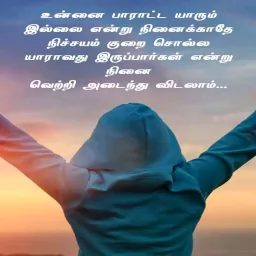 உன்னை பாராட்ட யாரும்
இல்லை என்று நினைக்காதே
நிச்சயம் குறை சொல்ல
யாராவது இருப்பார்கள் என்று
நினை
வெற்றி அடைந்து விடலாம்...